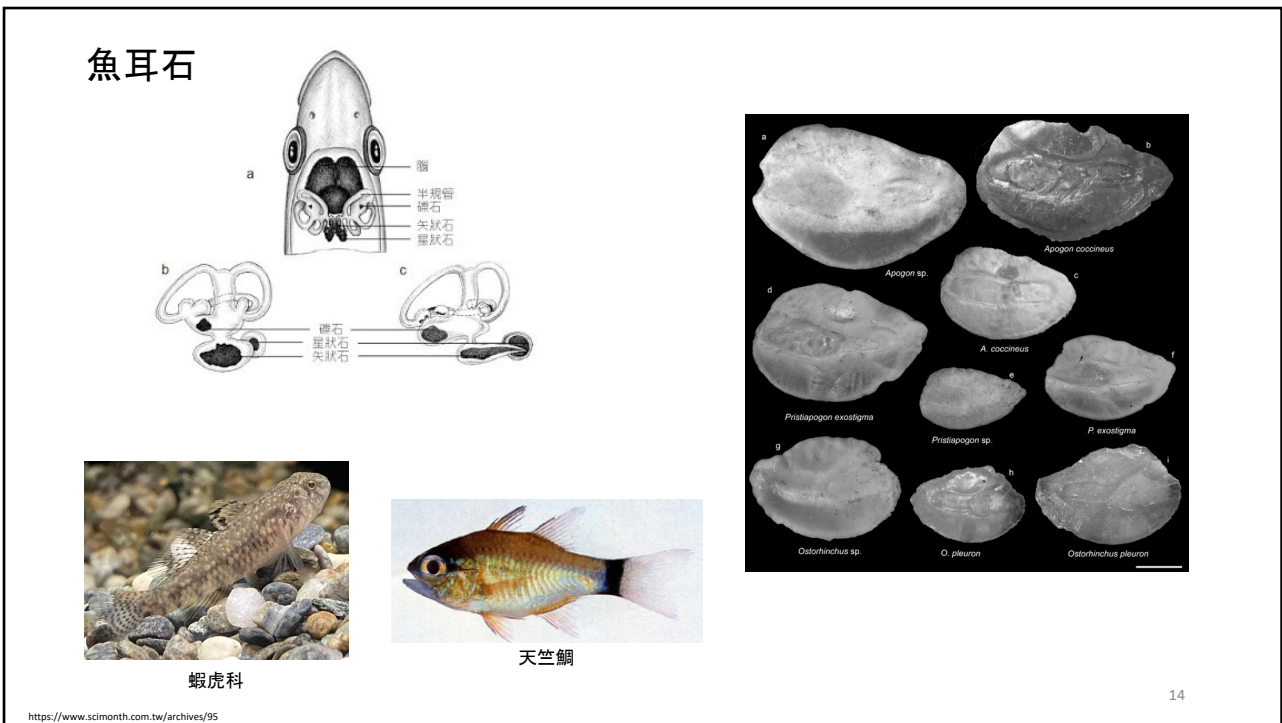 魚耳石
a
腦
半規管
礫石
矢狀石
星狀石
b
c
礫石
星狀石
矢狀石
a
b
Apogon sp.
Apogon coccineus
c
A. coccineus
d
Pristiapogon exostigma
e
Pristiapogon sp.
f
P. exostigma
g
Ostorhinchus sp.
h
O. pleuron
i
Ostorhinchus pleuron
蝦虎科
天竺鯛
14
https://www.scimonth.com.tw/archives/95